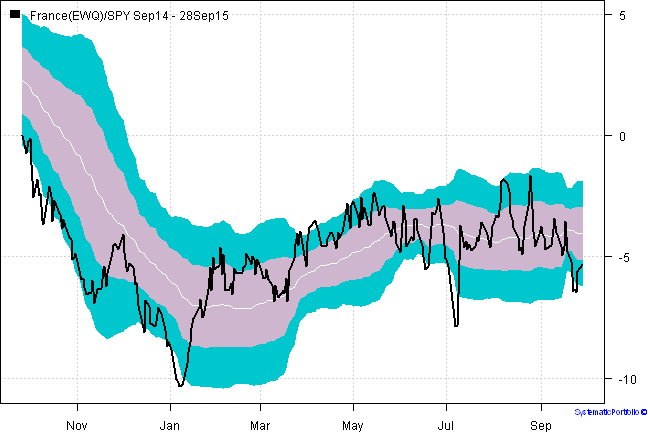 France(EWQ)/SPY Sep14 - 28Sep15
5
0
-5
-10
Nov Jan Mar May Jul Sep
SystematicPortfolio ©